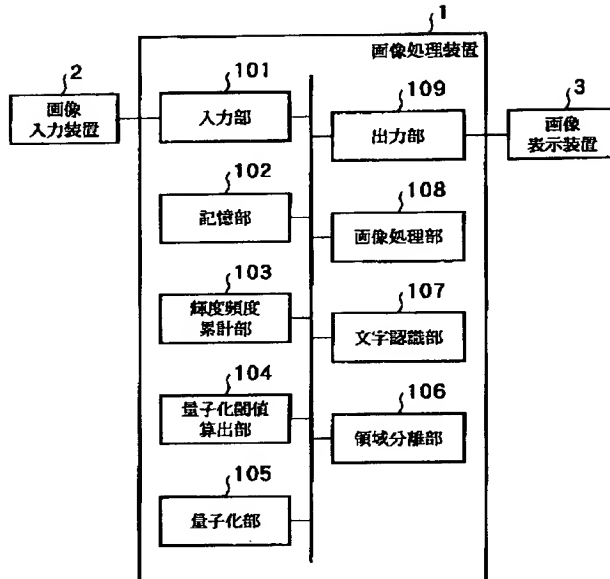 1
画像処理装置
2
画像
入力装置
101
入力部
109
出力部
3
画像
表示装置
102
記憶部
108
画像処理部
103
輝度頻度
累計部
107
文字認識部
104
量子化閾値
算出部
106
領域分離部
105
量子化部